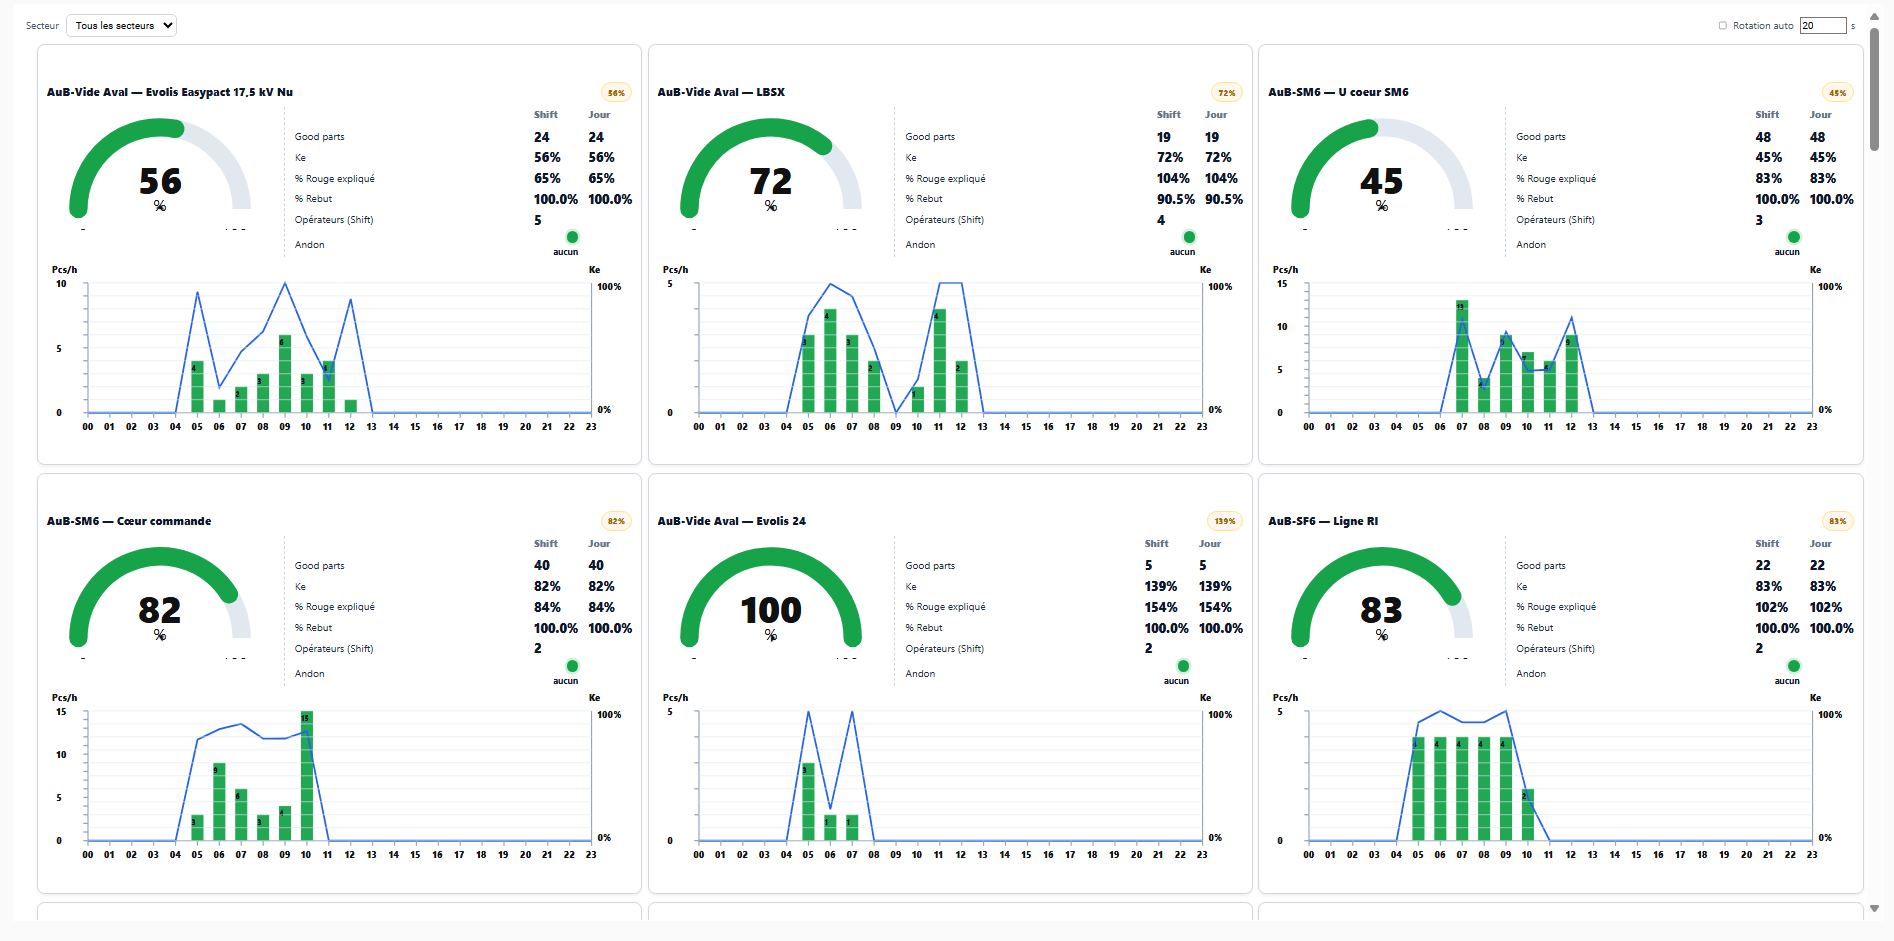 Secteur Tous les secteurs Rotation auto 20 s
AuB-Vide Aval — Evolis Easypact 17,5 kV Nu 56%
Shift Jour
Good parts 24 24
Ke 56% 56%
% Rouge expliqué 65% 65%
% Rebut 100.0% 100.0%
Opérateurs (Shift) 5
Andon aucun
56
%
Pcs/h Ke
10 100%
5
0 0%
4 1 2 3 6 3 4
00 01 02 03 04 05 06 07 08 09 10 11 12 13 14 15 16 17 18 19 20 21 22 23
AuB-Vide Aval — LBSX 72%
Shift Jour
Good parts 19 19
Ke 72% 72%
% Rouge expliqué 104% 104%
% Rebut 90.5% 90.5%
Opérateurs (Shift) 4
Andon aucun
72
%
Pcs/h Ke
5 100%
0 0%
3 4 3 2 1 4 2
00 01 02 03 04 05 06 07 08 09 10 11 12 13 14 15 16 17 18 19 20 21 22 23
AuB-SM6 — U coeur SM6 45%
Shift Jour
Good parts 48 48
Ke 45% 45%
% Rouge expliqué 83% 83%
% Rebut 100.0% 100.0%
Opérateurs (Shift) 3
Andon aucun
45
%
Pcs/h Ke
15 100%
10
5
0 0%
13 4 9 7 9
00 01 02 03 04 05 06 07 08 09 10 11 12 13 14 15 16 17 18 19 20 21 22 23
AuB-SM6 — Cœur commande 82%
Shift Jour
Good parts 40 40
Ke 82% 82%
% Rouge expliqué 84% 84%
% Rebut 100.0% 100.0%
Opérateurs (Shift) 2
Andon aucun
82
%
Pcs/h Ke
15 100%
10
5
0 0%
3 9 6 3 4 15
00 01 02 03 04 05 06 07 08 09 10 11 12 13 14 15 16 17 18 19 20 21 22 23
AuB-Vide Aval — Evolis 24 139%
Shift Jour
Good parts 5 5
Ke 139% 139%
% Rouge expliqué 154% 154%
% Rebut 100.0% 100.0%
Opérateurs (Shift) 2
Andon aucun
100
%
Pcs/h Ke
5 100%
0 0%
3 1 1
00 01 02 03 04 05 06 07 08 09 10 11 12 13 14 15 16 17 18 19 20 21 22 23
AuB-SF6 — Ligne RI 83%
Shift Jour
Good parts 22 22
Ke 83% 83%
% Rouge expliqué 102% 102%
% Rebut 100.0% 100.0%
Opérateurs (Shift) 2
Andon aucun
83
%
Pcs/h Ke
5 100%
0 0%
4 4 4 4 4 2
00 01 02 03 04 05 06 07 08 09 10 11 12 13 14 15 16 17 18 19 20 21 22 23